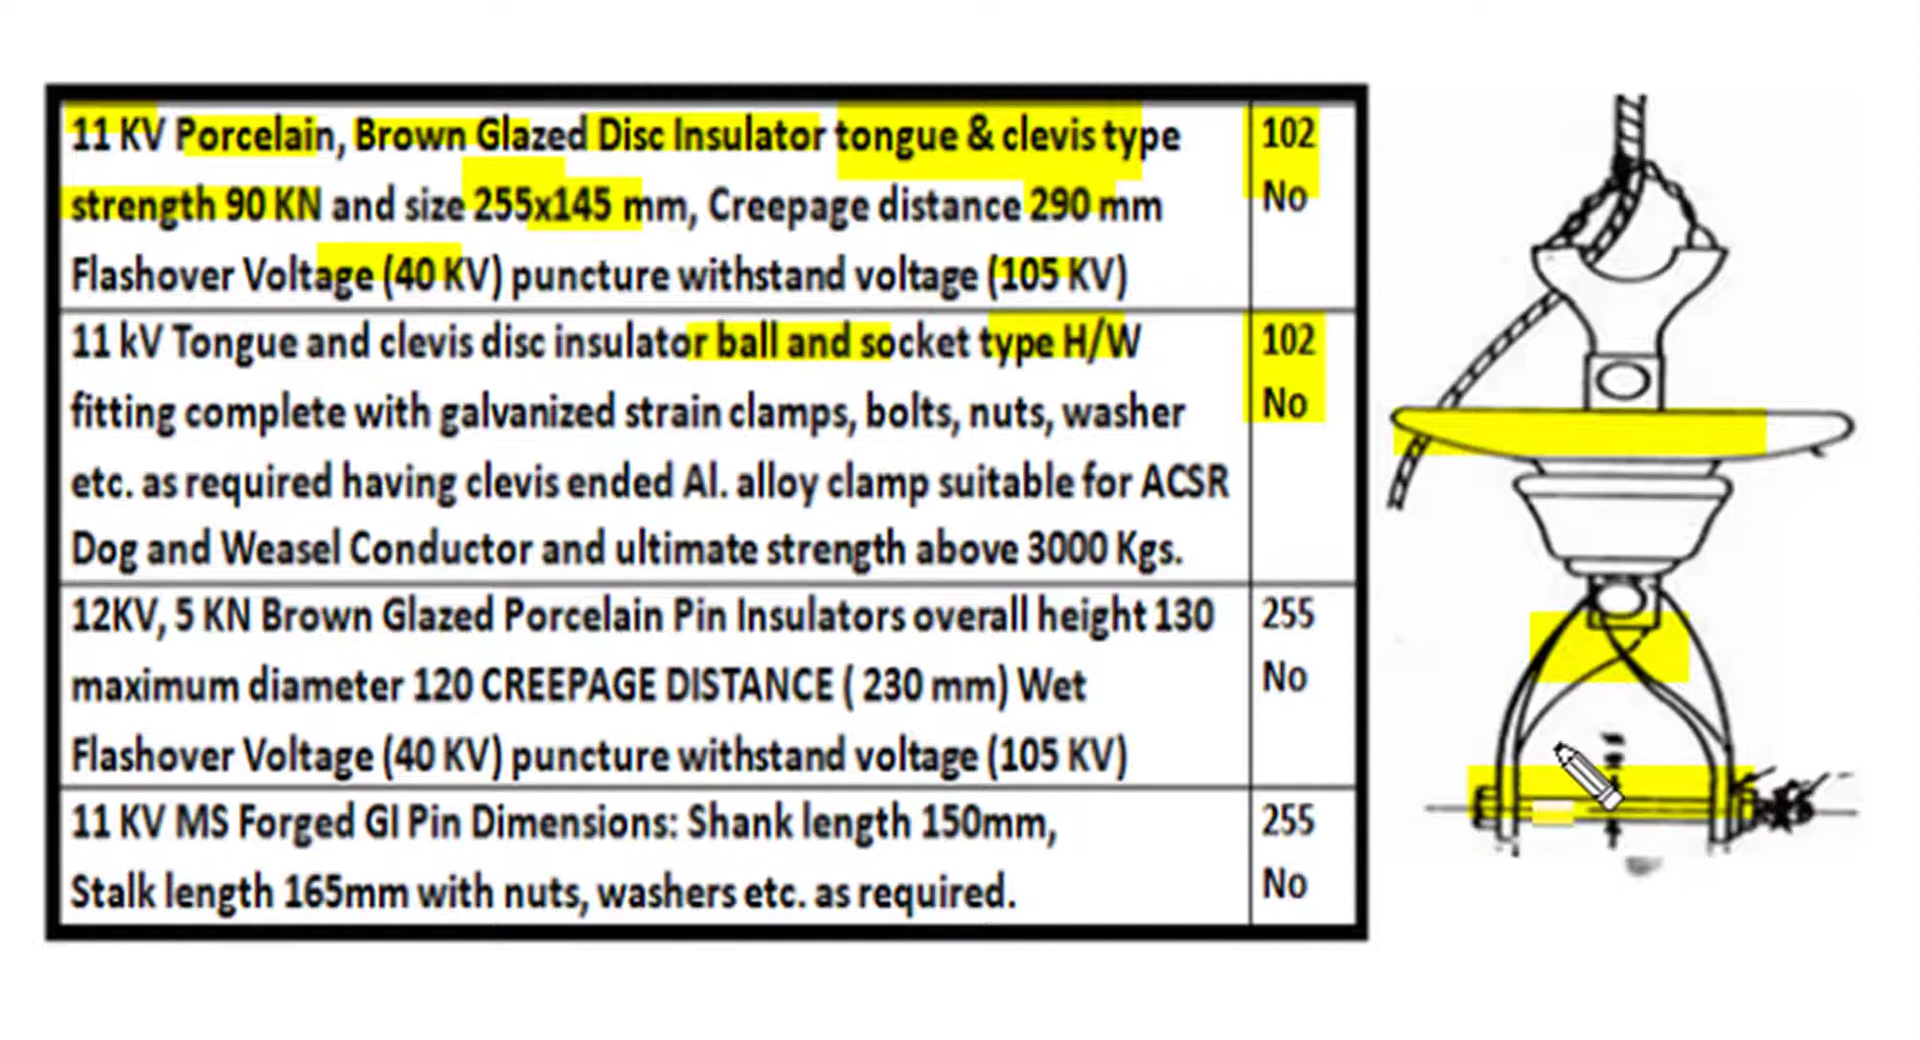 11 KV Porcelain, Brown Glazed Disc Insulator tongue & clevis type
strength 90 KN and size 255x145 mm, Creepage distance 290 mm
Flashover Voltage (40 KV) puncture withstand voltage (105 KV)
102
No
11 kV Tongue and clevis disc insulator ball and socket type H/W
fitting complete with galvanized strain clamps, bolts, nuts, washer
etc. as required having clevis ended Al. alloy clamp suitable for ACSR
Dog and Weasel Conductor and ultimate strength above 3000 Kgs.
102
No
12KV, 5 KN Brown Glazed Porcelain Pin Insulators overall height 130
maximum diameter 120 CREEPAGE DISTANCE ( 230 mm) Wet
Flashover Voltage (40 KV) puncture withstand voltage (105 KV)
255
No
11 KV MS Forged GI Pin Dimensions: Shank length 150mm,
Stalk length 165mm with nuts, washers etc. as required.
255
No